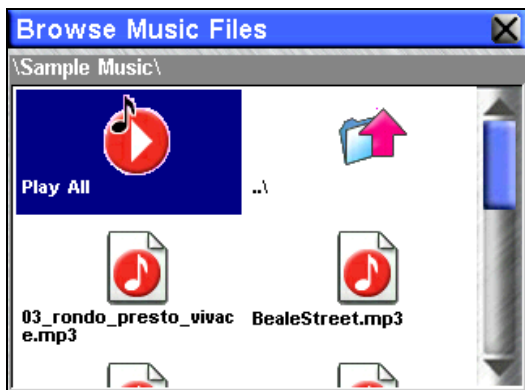 Browse Music Files
\Sample Music\
Play All
..\
03_rondo_presto_vivac
e.mp3
BealeStreet.mp3